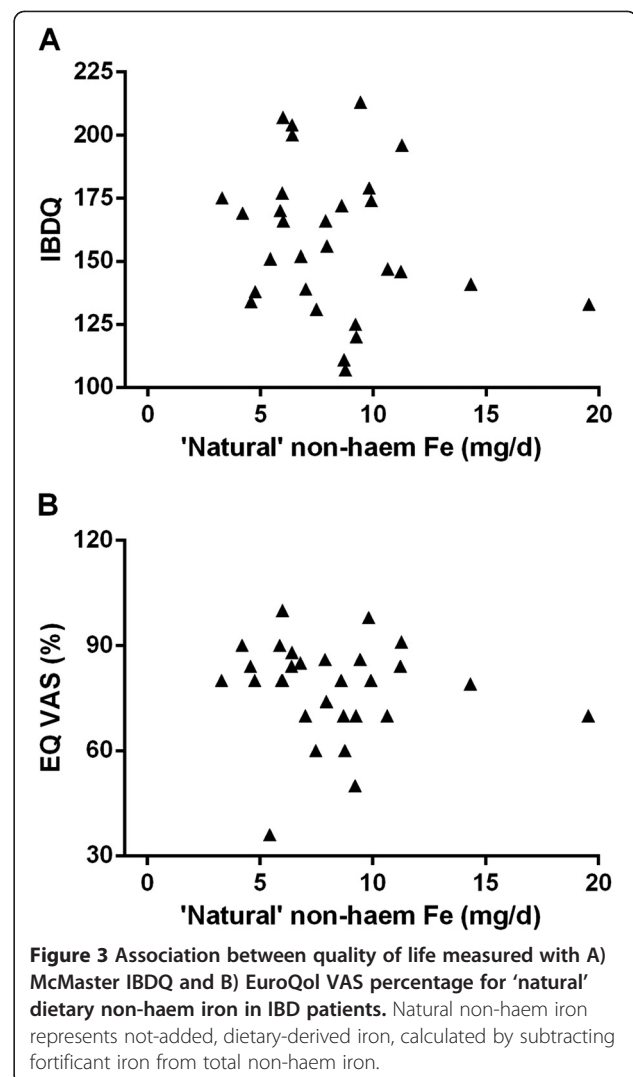 A
225
200
175
150
125
100
IBDQ
0 5 10 15 20
'Natural' non-haem Fe (mg/d)
B
120
90
60
30
EQ VAS (%)
0 5 10 15 20
'Natural' non-haem Fe (mg/d)
Figure 3 Association between quality of life measured with A)
McMaster IBDQ and B) EuroQol VAS percentage for ‘natural’
dietary non-haem iron in IBD patients. Natural non-haem iron
represents not-added, dietary-derived iron, calculated by subtracting
fortificant iron from total non-haem iron.